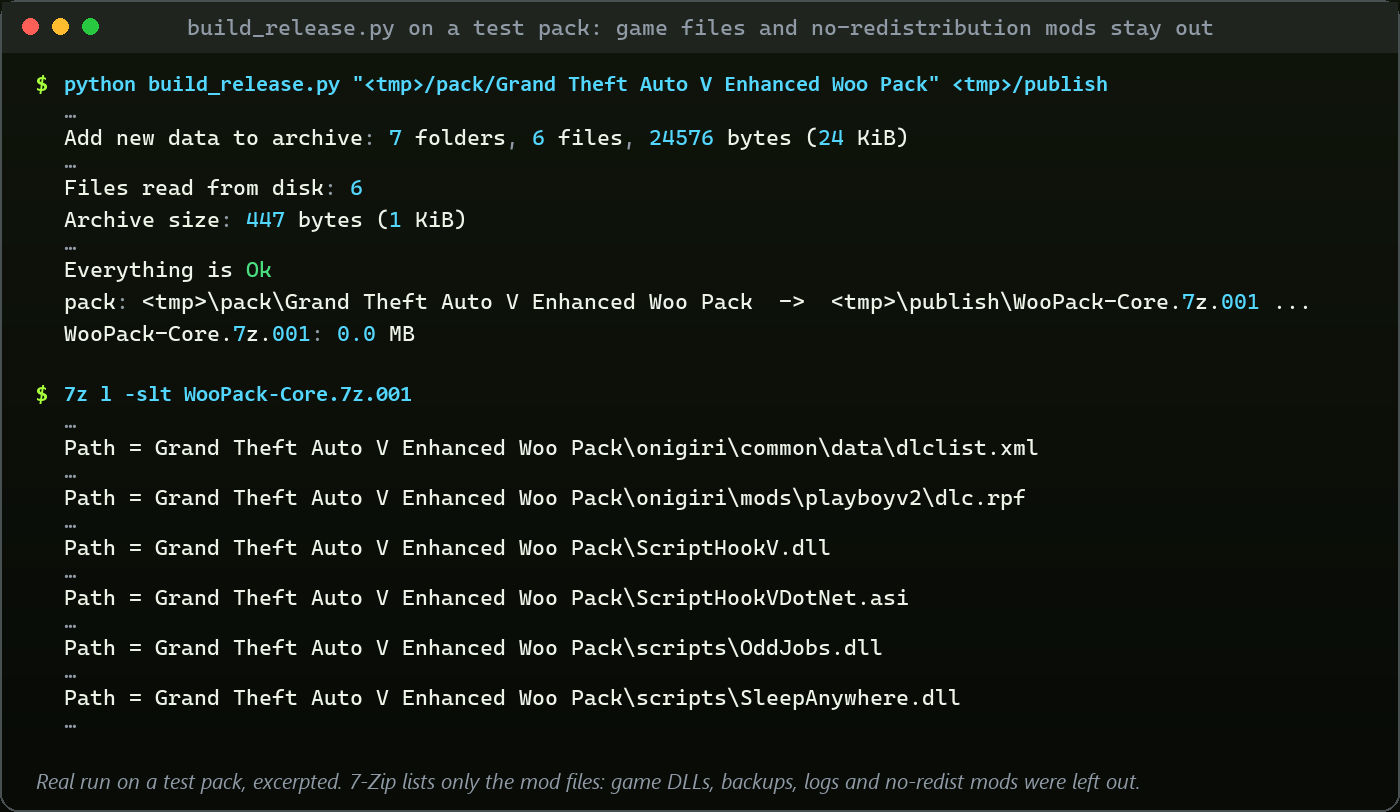 build_release.py on a test pack: game files and no-redistribution mods stay out
$ python build_release.py "<tmp>/pack/Grand Theft Auto V Enhanced Woo Pack" <tmp>/publish
…
Add new data to archive: 7 folders, 6 files, 24576 bytes (24 KiB)
…
Files read from disk: 6
Archive size: 447 bytes (1 KiB)
…
Everything is Ok
pack: <tmp>\pack\Grand Theft Auto V Enhanced Woo Pack  ->  <tmp>\publish\WooPack-Core.7z.001 ...
WooPack-Core.7z.001: 0.0 MB
$ 7z l -slt WooPack-Core.7z.001
…
Path = Grand Theft Auto V Enhanced Woo Pack\onigiri\common\data\dlclist.xml
…
Path = Grand Theft Auto V Enhanced Woo Pack\onigiri\mods\playboyv2\dlc.rpf
…
Path = Grand Theft Auto V Enhanced Woo Pack\ScriptHookV.dll
…
Path = Grand Theft Auto V Enhanced Woo Pack\ScriptHookVDotNet.asi
…
Path = Grand Theft Auto V Enhanced Woo Pack\scripts\OddJobs.dll
…
Path = Grand Theft Auto V Enhanced Woo Pack\scripts\SleepAnywhere.dll
…
Real run on a test pack, excerpted. 7-Zip lists only the mod files: game DLLs, backups, logs and no-redist mods were left out.